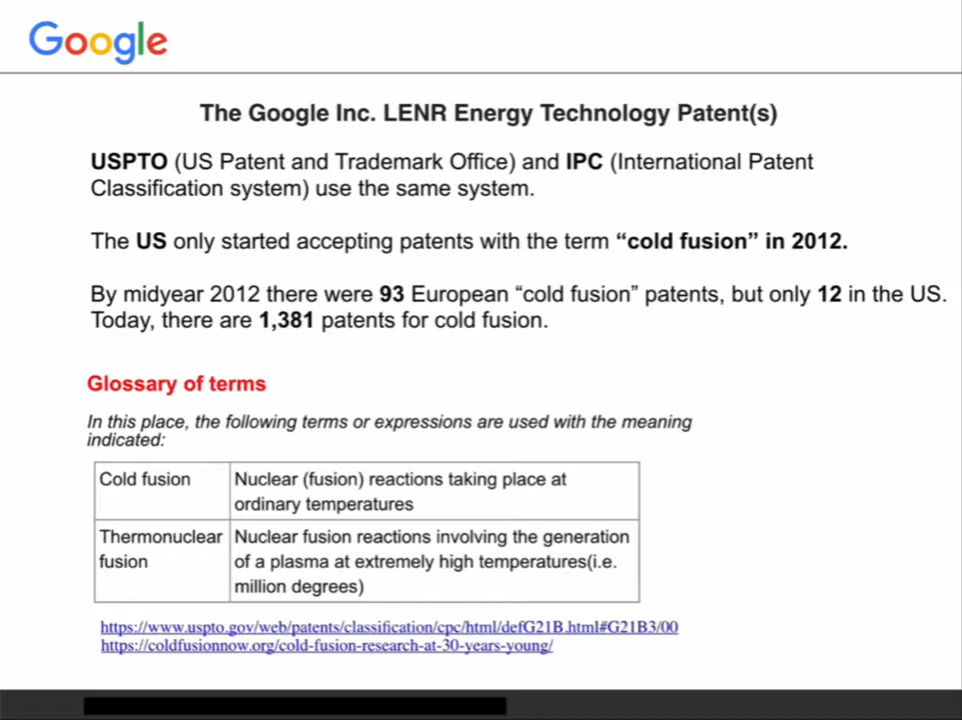 Google
The Google Inc. LENR Energy Technology Patent(s)
USPTO (US Patent and Trademark Office) and IPC (International Patent
Classification system) use the same system.
The US only started accepting patents with the term “cold fusion” in 2012.
By midyear 2012 there were 93 European “cold fusion” patents, but only 12 in the US.
Today, there are 1,381 patents for cold fusion.
Glossary of terms
In this place, the following terms or expressions are used with the meaning
indicated:
Cold fusion
Nuclear (fusion) reactions taking place at
ordinary temperatures
Thermonuclear
fusion
Nuclear fusion reactions involving the generation
of a plasma at extremely high temperatures(i.e.
million degrees)
https://www.uspto.gov/web/patents/classification/cpc/html/defG21B.html#G21B3/00
https://coldfusionnow.org/cold-fusion-research-at-30-years-young/